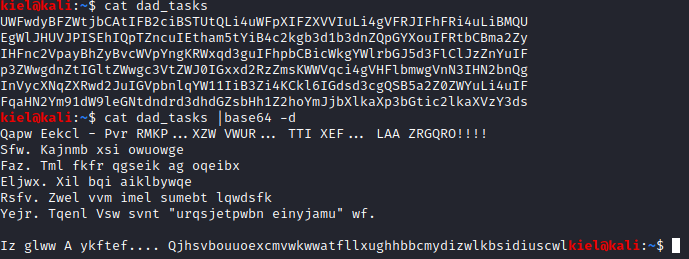 kiel@kali:~$ cat dad_tasks
UWFwdyBFZWtjbCAtIFB2ciBSTUtQLi4uWFpXIFZXVVIuLi4gVFRJIFhFRi4uLiBMQU
EgWlJHUVJPISEhIQpTZncuIEtham5tYiB4c2kgb3d1b3dnZQpGYXouIFRtbCBma2Zy
IHFnc2VpayBhZyBvcWVpYngKRWxqd3guIFhpbCBicWkgYWlrbGJ5d3FlClJzZnYuIF
p3ZWwgdnZtIGltZWwgc3VtZWJ0IGxxd2RzZmsKWWVqci4gVHFlbmwgVnN3IHN2bnQg
InVycXNqZXRwd2JuIGVpbnlqYW11IiB3Zi4KCkl6IGdsd3cgQSB5a2Z0ZWYuLi4uIF
FqaHN2Ym91dW9leGNtdndrd3dhdGZsbHh1Z2hoYmJjbXlkaXp3bGtic2lkaXVzY3ds
kiel@kali:~$ cat dad_tasks |base64 -d
Qapw Eekcl - Pvr RMKP...XZW VWUR... TTI XEF... LAA ZRGQRO!!!!
Sfw. Kajnmb xsi owuowge
Faz. Tml fkfr qgseik ag oqeibx
Eljwx. Xil bqi aiklbywqe
Rsfv. Zwel vvm imel sumebt lqwdsfk
Yejr. Tqenl Vsw svnt "urqsjetpwbn einyjamu" wf.
Iz glww A ykftef.... Qjhsvbouuoexcmvwkwwatfllxughhbbcmydizwlkbsidiuscwlkiel@kali:~$